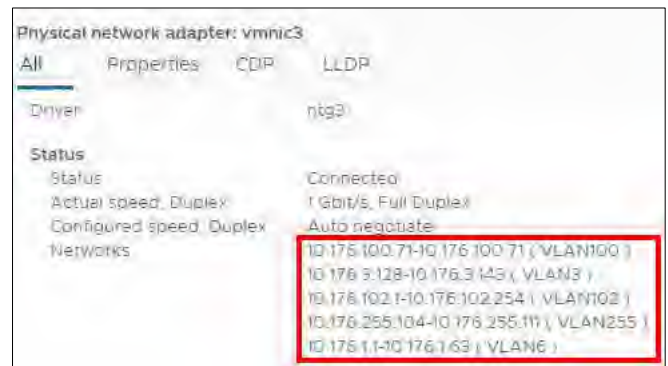 Physical network adapter: vmnic3
All Properties CDP LLDP
Driver ntg3
Status
Status Connected
Actual speed, Duplex 1 Gbit/s, Full Duplex
Configured speed, Duplex Auto negotiate
Networks 10.176.100.71-10.176.100.71 ( VLAN100 )
10.176.3.128-10.176.3.143 ( VLAN3 )
10.176.102.1-10.176.102.254 ( VLAN102 )
10.176.255.104-10.176.255.111 ( VLAN255 )
10.176.1.1-10.176.1.63 ( VLAN6 )